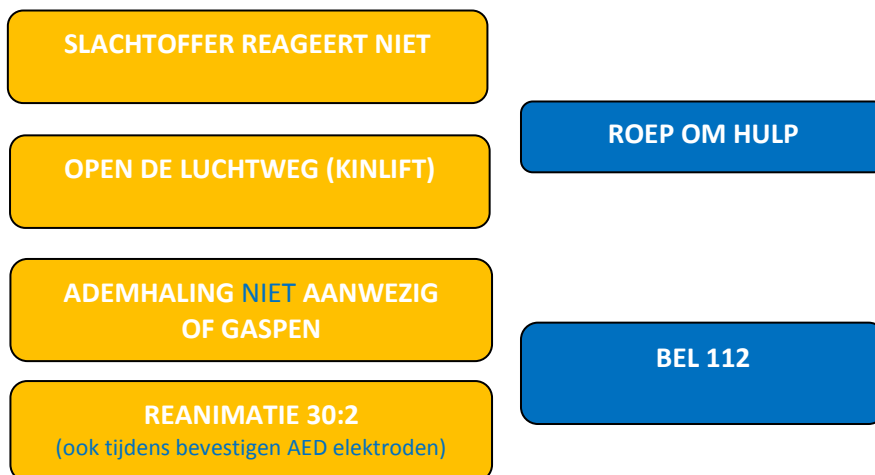 SLACHTOFFER REAGEERT NIET
ROEP OM HULP
OPEN DE LUCHTWEG (KINLIFT)
ADEMHALING NIET AANWEZIG
OF GASPEN
BEL 112
REANIMATIE 30:2
(ook tijdens bevestigen AED elektroden)